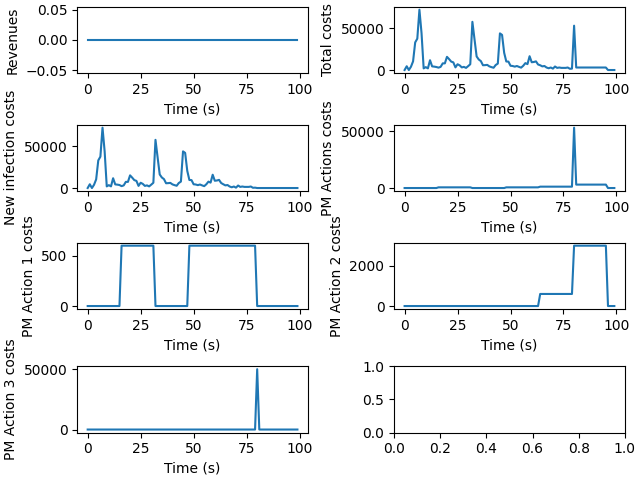 Revenues
0.05
0.00
−0.05
0 25 50 75 100
Time (s)
Total costs
50000
0
0 25 50 75 100
Time (s)
New infection costs
50000
0
0 25 50 75 100
Time (s)
PM Actions costs
50000
0
0 25 50 75 100
Time (s)
PM Action 1 costs
500
0
0 25 50 75 100
Time (s)
PM Action 2 costs
2000
0
0 25 50 75 100
Time (s)
PM Action 3 costs
50000
0
0 25 50 75 100
Time (s)
1.0
0.5
0.0
0.0 0.2 0.4 0.6 0.8 1.0